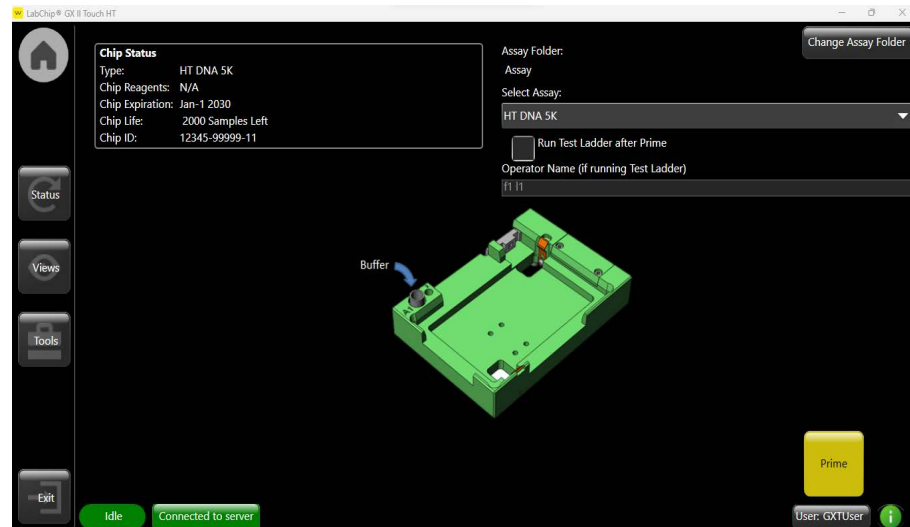 LabChip® GX II Touch HT
Change Assay Folder
Chip Status
Type: HT DNA 5K
Chip Reagents: N/A
Chip Expiration: Jan-1 2030
Chip Life: 2000 Samples Left
Chip ID: 12345-99999-11
Assay Folder:
Assay
Select Assay:
HT DNA 5K
Run Test Ladder after Prime
Operator Name (if running Test Ladder)
f1 l1
Status
Views
Tools
Exit
Buffer
Prime
Idle
Connected to server
User: GXTUser
i